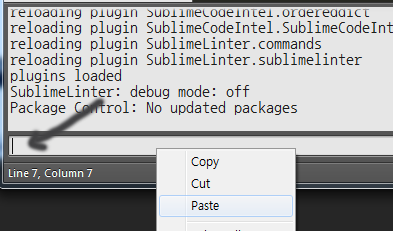 reloading plugin SublimeCodeIntel.ordereddict
reloading plugin SublimeCodeIntel.SublimeCodeInt
reloading plugin SublimeLinter.commands
reloading plugin SublimeLinter.sublimelinter
plugins loaded
SublimeLinter: debug mode: off
Package Control: No updated packages
Copy
Cut
Paste
Line 7, Column 7